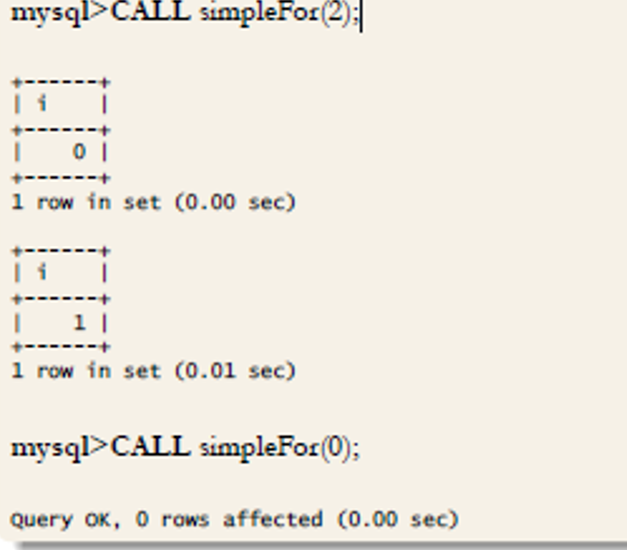 mysql>CALL simpleFor(2);
+------+
| i    |
+------+
|    0 |
+------+
1 row in set (0.00 sec)
+------+
| i    |
+------+
|    1 |
+------+
1 row in set (0.01 sec)
mysql>CALL simpleFor(0);
Query OK, 0 rows affected (0.00 sec)